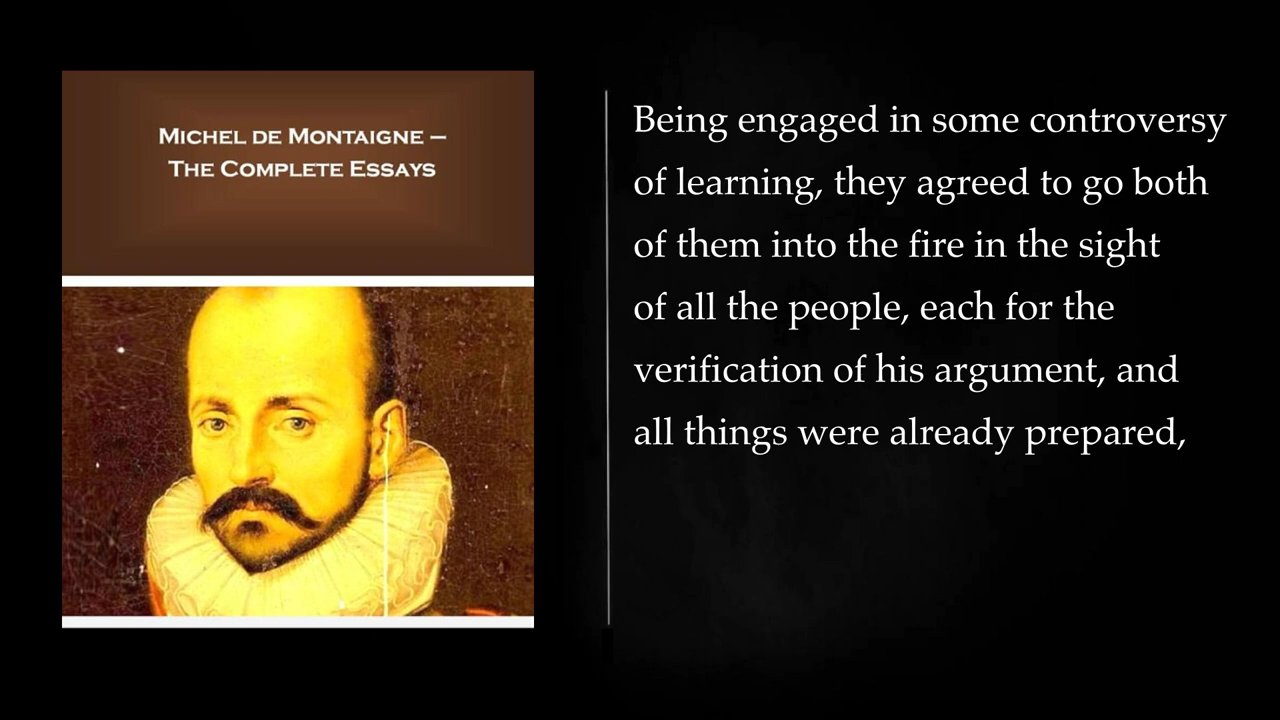 MICHEL DE MONTAIGNE –
THE COMPLETE ESSAYS
Being engaged in some controversy
of learning, they agreed to go both
of them into the fire in the sight
of all the people, each for the
verification of his argument, and
all things were already prepared,